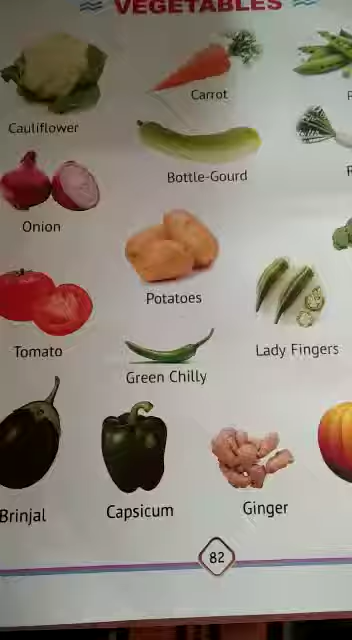 VEGETABLES
Cauliflower
Carrot
Bottle-Gourd
Onion
Potatoes
Tomato
Green Chilly
Lady Fingers
Brinjal
Capsicum
Ginger
82